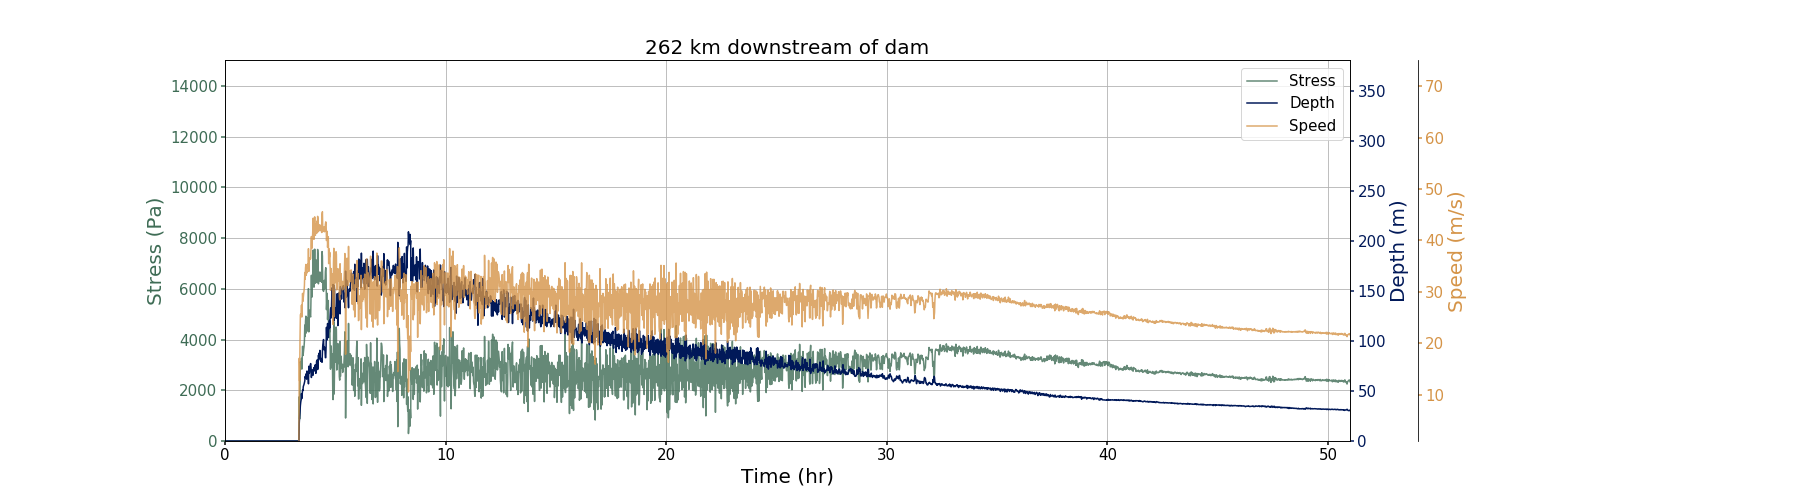 262 km downstream of dam
Stress (Pa)
14000
12000
10000
8000
6000
4000
2000
0
Stress
Depth
Speed
350
300
250
200
150
100
50
0
Depth (m)
70
60
50
40
30
20
10
Speed (m/s)
0 10 20 30 40 50
Time (hr)